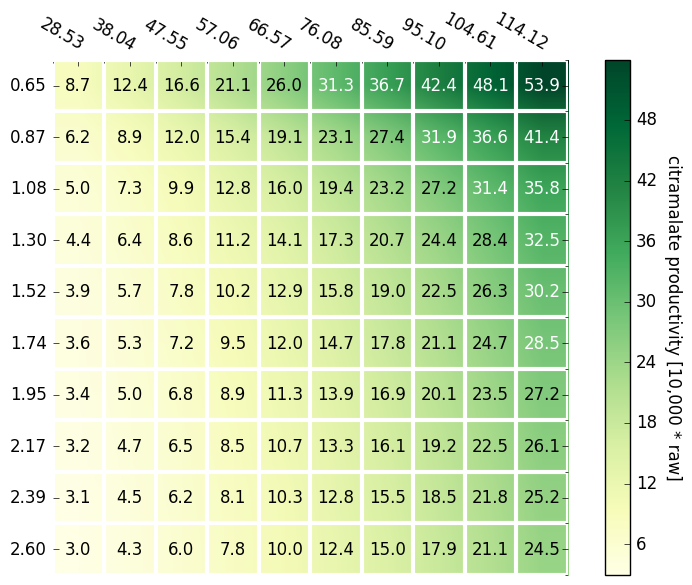 28.53 38.04 47.55 57.06 66.57 76.08 85.59 95.10 104.61 114.12
0.65 8.7 12.4 16.6 21.1 26.0 31.3 36.7 42.4 48.1 53.9
0.87 6.2 8.9 12.0 15.4 19.1 23.1 27.4 31.9 36.6 41.4
1.08 5.0 7.3 9.9 12.8 16.0 19.4 23.2 27.2 31.4 35.8
1.30 4.4 6.4 8.6 11.2 14.1 17.3 20.7 24.4 28.4 32.5
1.52 3.9 5.7 7.8 10.2 12.9 15.8 19.0 22.5 26.3 30.2
1.74 3.6 5.3 7.2 9.5 12.0 14.7 17.8 21.1 24.7 28.5
1.95 3.4 5.0 6.8 8.9 11.3 13.9 16.9 20.1 23.5 27.2
2.17 3.2 4.7 6.5 8.5 10.7 13.3 16.1 19.2 22.5 26.1
2.39 3.1 4.5 6.2 8.1 10.3 12.8 15.5 18.5 21.8 25.2
2.60 3.0 4.3 6.0 7.8 10.0 12.4 15.0 17.9 21.1 24.5
48
42
36
30
24
18
12
6
citramalate productivity [10,000 * raw]